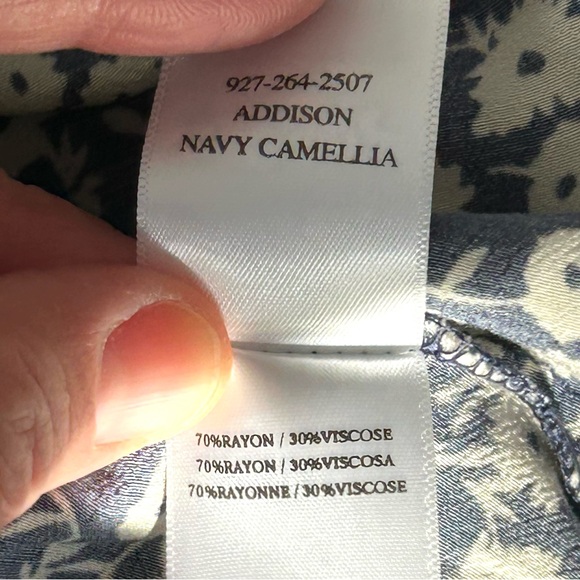 927-264-2507
ADDISON
NAVY CAMELLIA
70%RAYON / 30%VISCOSE
70%RAYON / 30%VISCOSA
70%RAYONNE / 30%VISCOSE